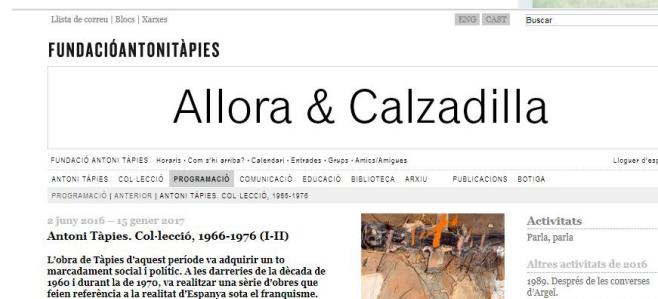 Llista de correu | Blocs | Xarxes
ENG CAST
Buscar
FUNDACIÓANTONITÀPIES
Allora & Calzadilla
FUNDACIÓ ANTONI TÀPIES Horaris · Com s'hi arriba? · Calendari · Entrades · Grups · Amics/Amigues
Lloguer d'esp
ANTONI TÀPIES COL·LECCIÓ PROGRAMACIÓ COMUNICACIÓ EDUCACIÓ BIBLIOTECA ARXIU PUBLICACIONS BOTIGA
PROGRAMACIÓ | ANTERIOR | ANTONI TÀPIES. COL·LECCIÓ, 1966-1976
2 juny 2016 – 15 gener 2017
Antoni Tàpies. Col·lecció, 1966-1976 (I-II)
L'obra de Tàpies d'aquest període va adquirir un to
marcadament social i polític. A les darreries de la dècada de
1960 i durant la de 1970, va realitzar una sèrie d'obres que
feien referència a la realitat d'Espanya sota el franquisme.
Activitats
Parla, parla
Altres activitats de 2016
1989. Després de les converses
d'Argel.